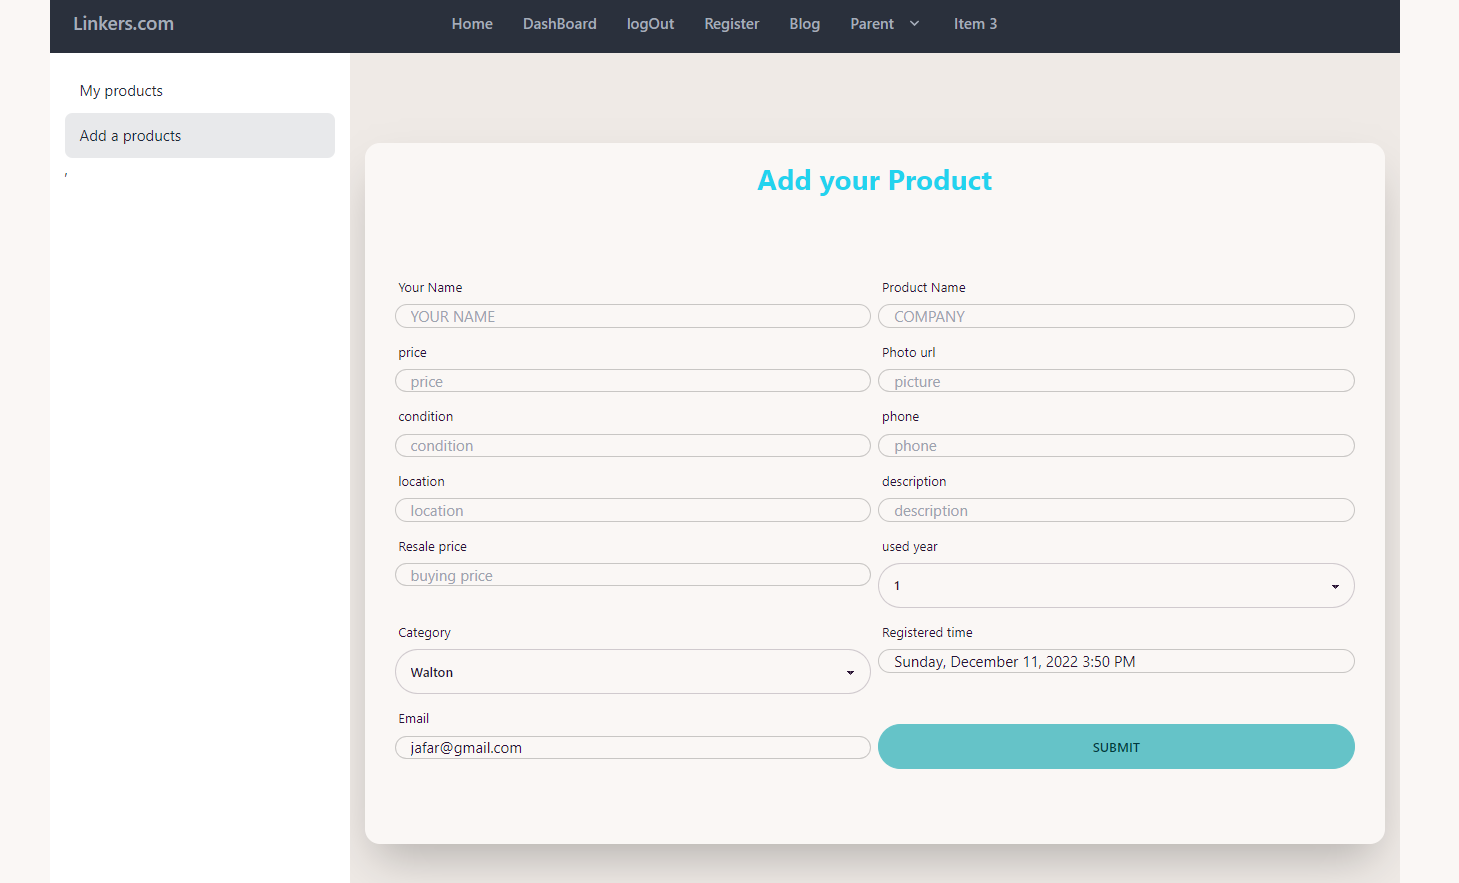 Linkers.com Home DashBoard logOut Register Blog Parent Item 3
My products
Add a products
,
Add your Product
Your Name Product Name
YOUR NAME COMPANY
price Photo url
price picture
condition phone
condition phone
location description
location description
Resale price used year
buying price 1
Category Registered time
Walton Sunday, December 11, 2022 3:50 PM
Email
jafar@gmail.com SUBMIT